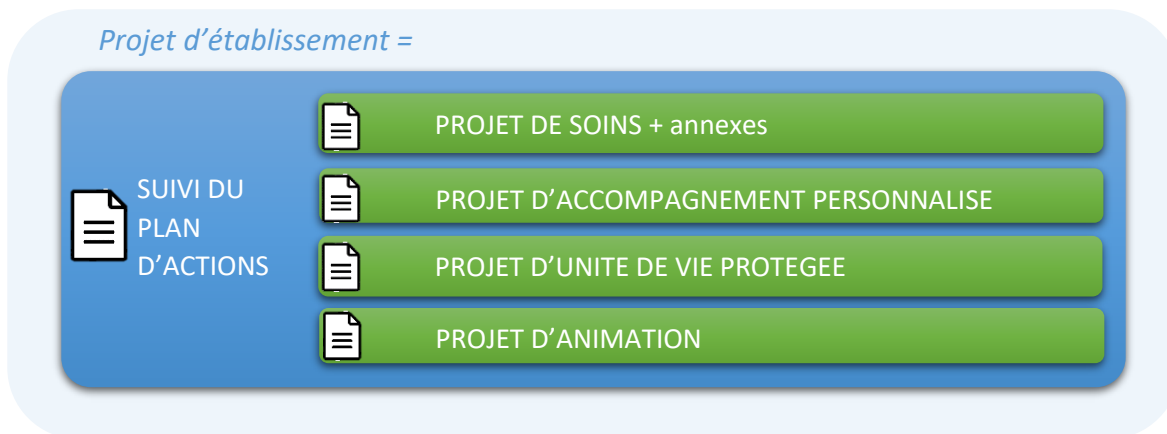 Projet d’établissement =
SUIVI DU
PLAN
D’ACTIONS
PROJET DE SOINS + annexes
PROJET D’ACCOMPAGNEMENT PERSONNALISE
PROJET D’UNITE DE VIE PROTEGEE
PROJET D’ANIMATION